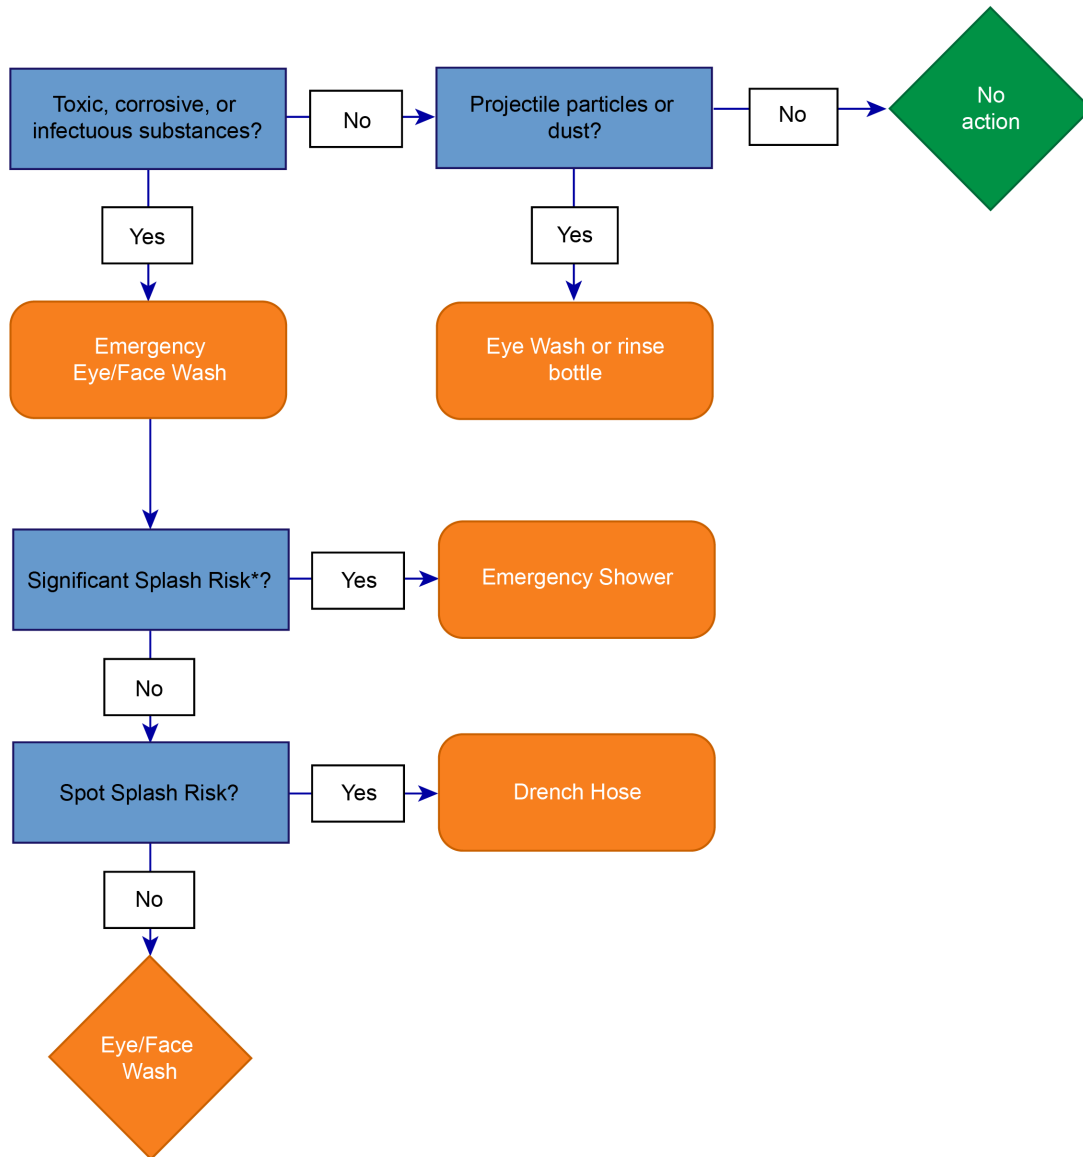 Toxic, corrosive, or
infectuous substances?
No
Projectile particles or
dust?
No
No
action
Yes
Yes
Emergency
Eye/Face Wash
Eye Wash or rinse
bottle
Significant Splash Risk*?
Yes
Emergency Shower
No
Spot Splash Risk?
Yes
Drench Hose
No
Eye/Face
Wash